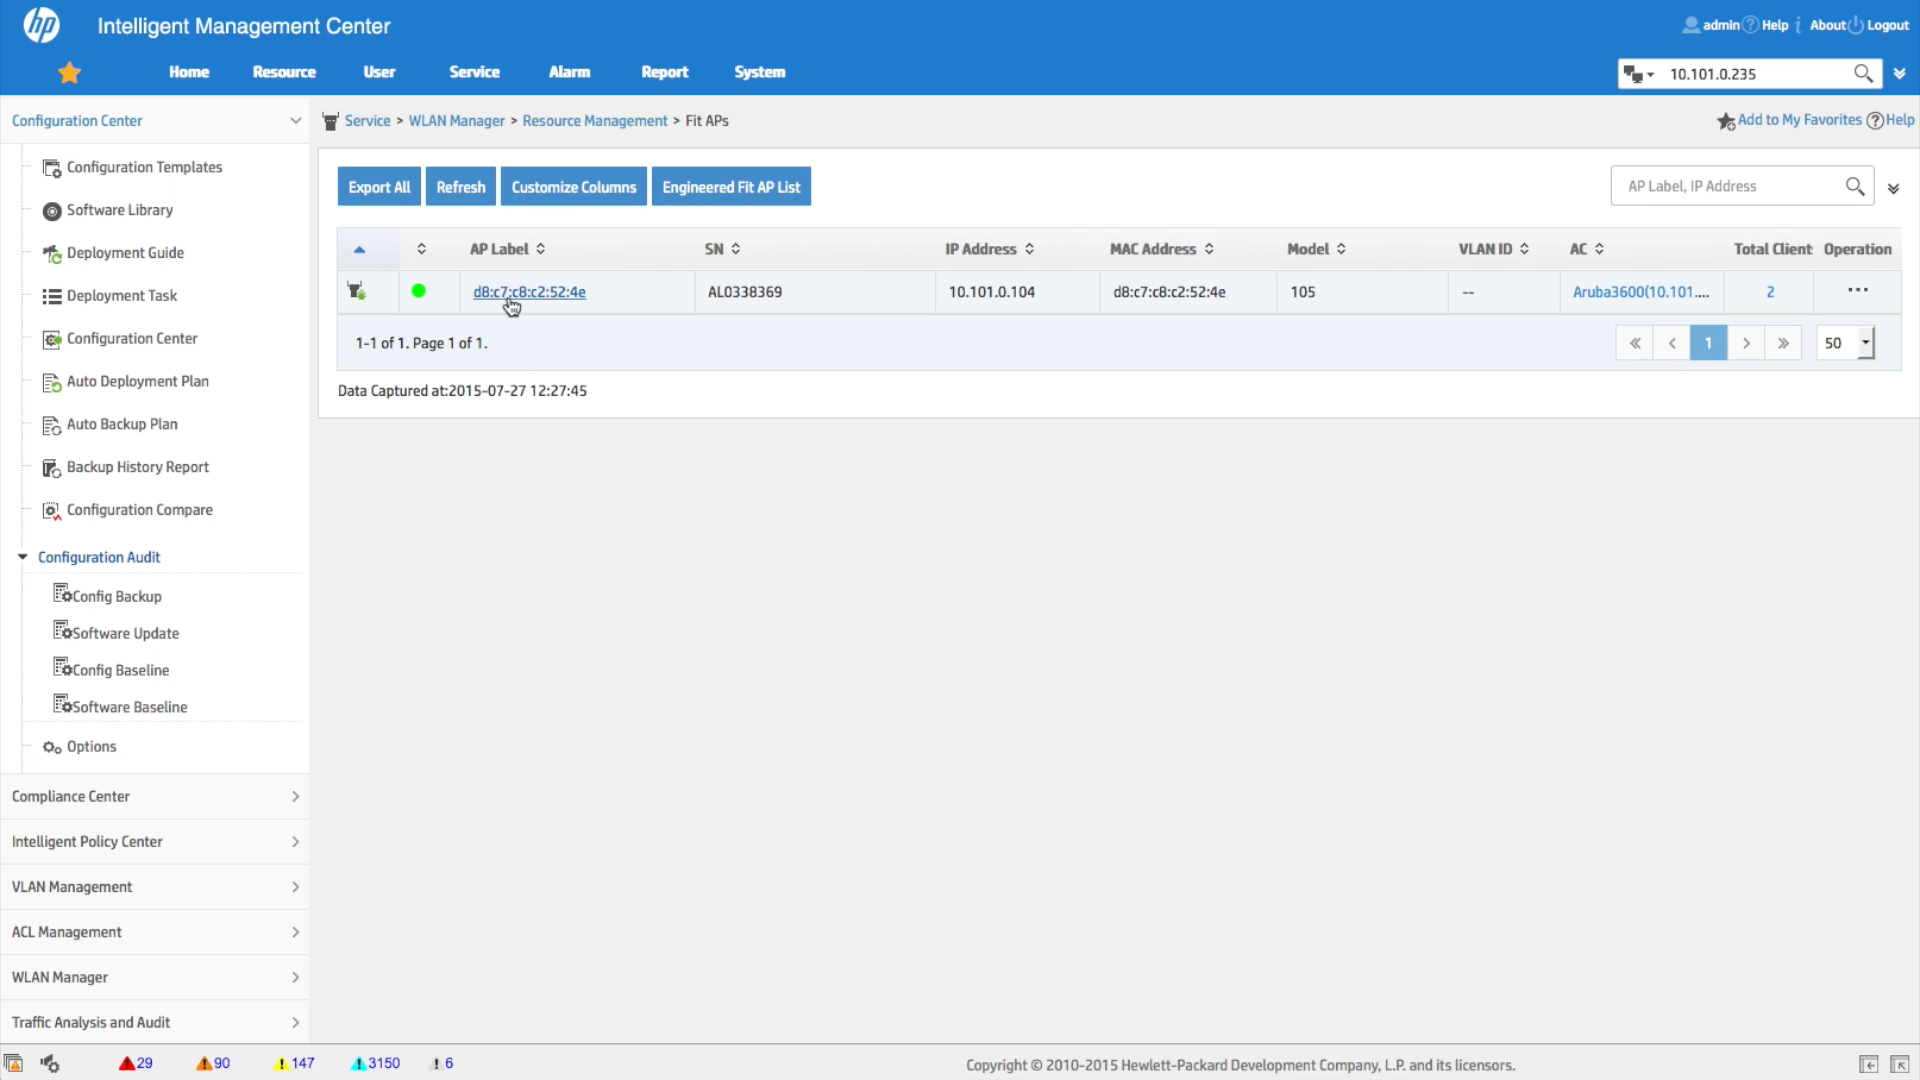 hp Intelligent Management Center
admin Help About Logout
Home Resource User Service Alarm Report System
10.101.0.235
Configuration Center
Service > WLAN Manager > Resource Management > Fit APs
Add to My Favorites Help
Configuration Templates
Software Library
Deployment Guide
Deployment Task
Configuration Center
Auto Deployment Plan
Auto Backup Plan
Backup History Report
Configuration Compare
Configuration Audit
Config Backup
Software Update
Config Baseline
Software Baseline
Options
Compliance Center
Intelligent Policy Center
VLAN Management
ACL Management
WLAN Manager
Traffic Analysis and Audit
Export All Refresh Customize Columns Engineered Fit AP List
AP Label, IP Address
AP Label SN IP Address MAC Address Model VLAN ID AC Total Client Operation
d8:c7:c8:c2:52:4e AL0338369 10.101.0.104 d8:c7:c8:c2:52:4e 105 -- Aruba3600(10.101.... 2 ...
1-1 of 1. Page 1 of 1.
« < 1 > » 50
Data Captured at:2015-07-27 12:27:45
29 90 147 3150 6
Copyright © 2010-2015 Hewlett-Packard Development Company, L.P. and its licensors.